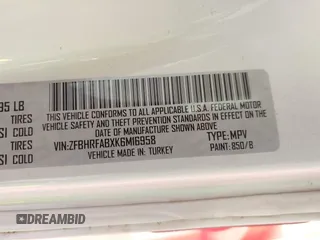 35 LB
TIRES
SI COLD
TIRES
SI COLD
THIS VEHICLE CONFORMS TO ALL APPLICABLE U.S.A. FEDERAL MOTOR
VEHICLE SAFETY AND THEFT PREVENTION STANDARDS IN EFFECT ON THE
DATE OF MANUFACTURE SHOWN ABOVE.
VIN:ZFBHRFABXK6M16958 TYPE:MPV
VEHICLE MADE IN: TURKEY PAINT: 850/B
DREAMBID